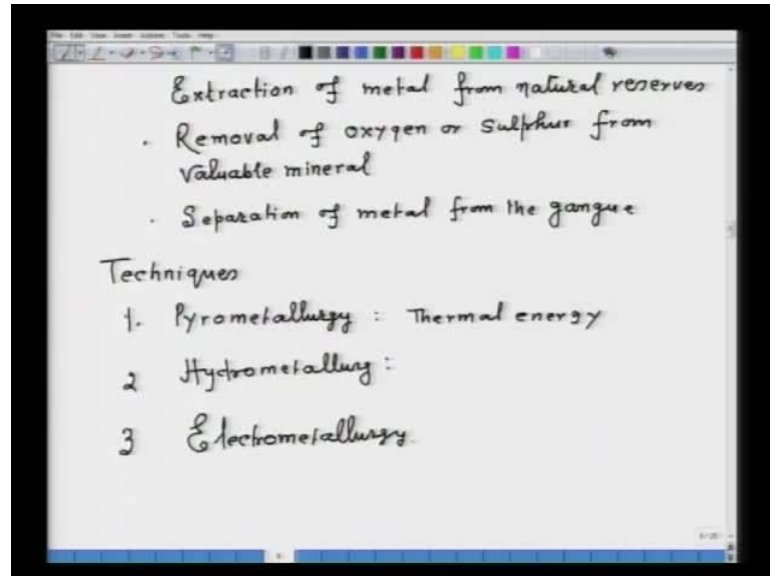 Extraction of metal from natural reserves
. Removal of oxygen or Sulphur from
valuable mineral
. Separation of metal from the gangue
Techniques
1. Pyrometallurgy : Thermal energy
2 Hydrometallurg :
3 Electrometallurgy.